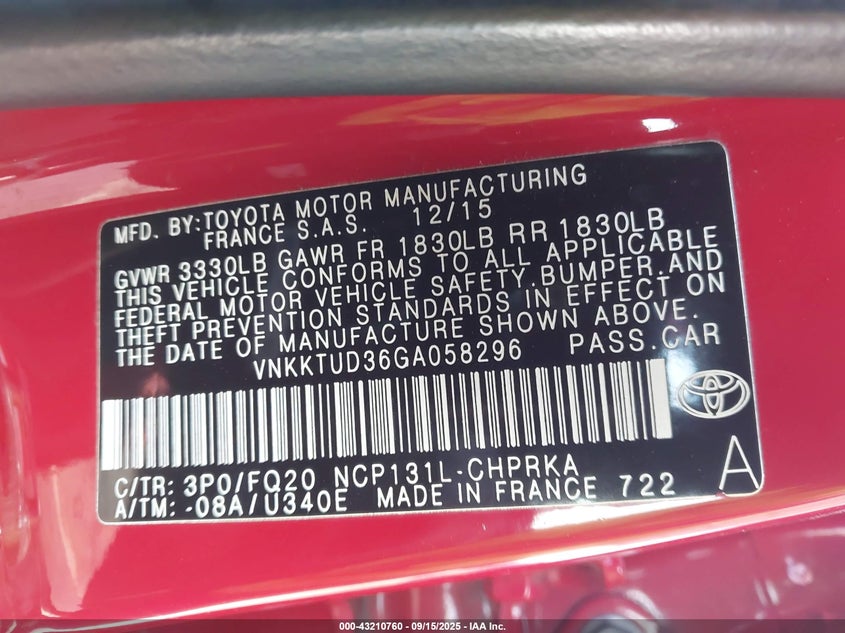 MFD. BY:TOYOTA MOTOR MANUFACTURING
FRANCE S.A.S. 12/15
GVWR 3330LB GAWR FR 1830LB RR 1830LB
THIS VEHICLE CONFORMS TO ALL APPLICABLE
FEDERAL MOTOR VEHICLE SAFETY,BUMPER,AND
THEFT PREVENTION STANDARDS IN EFFECT ON
THE DATE OF MANUFACTURE SHOWN ABOVE.
VNKKTUD36GA058296 PASS.CAR
C/TR: 3P0/FQ20 NCP131L-CHPRKA
A/TM: -08A/U340E MADE IN FRANCE 722
A
000-43210760 - 09/15/2025 - IAA Inc.